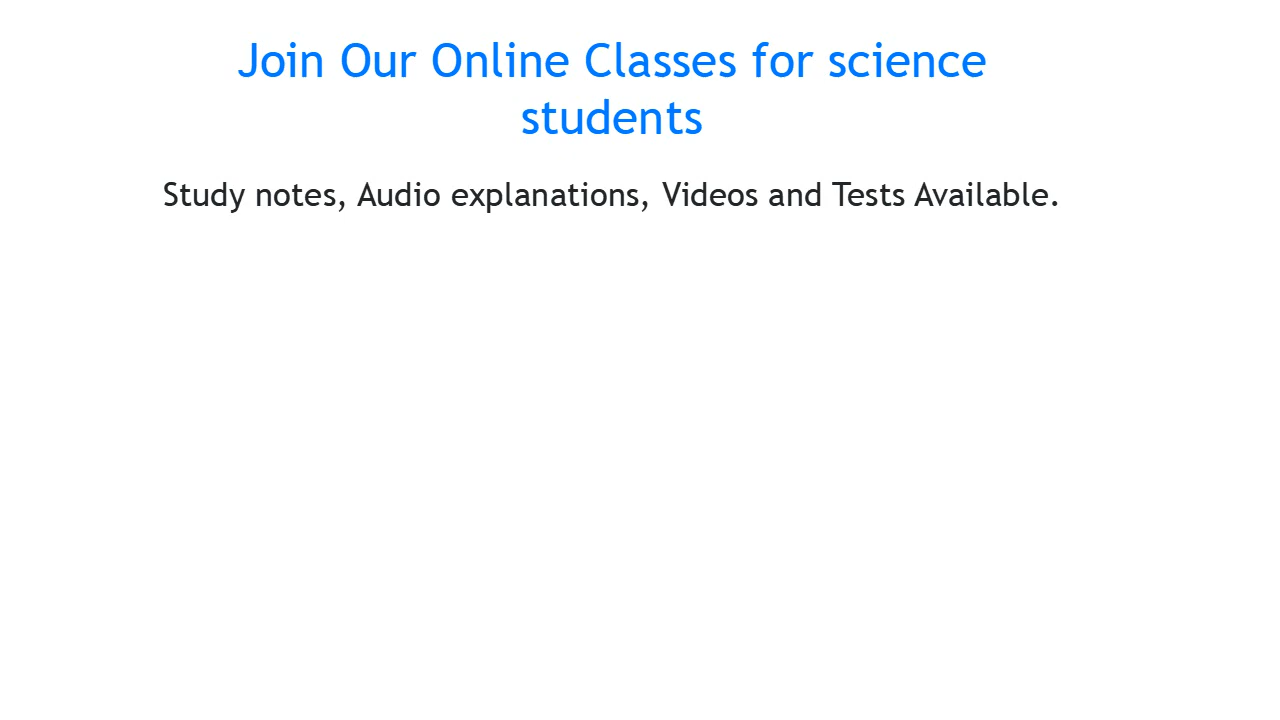 Join Our Online Classes for science
students
Study notes, Audio explanations, Videos and Tests Available.